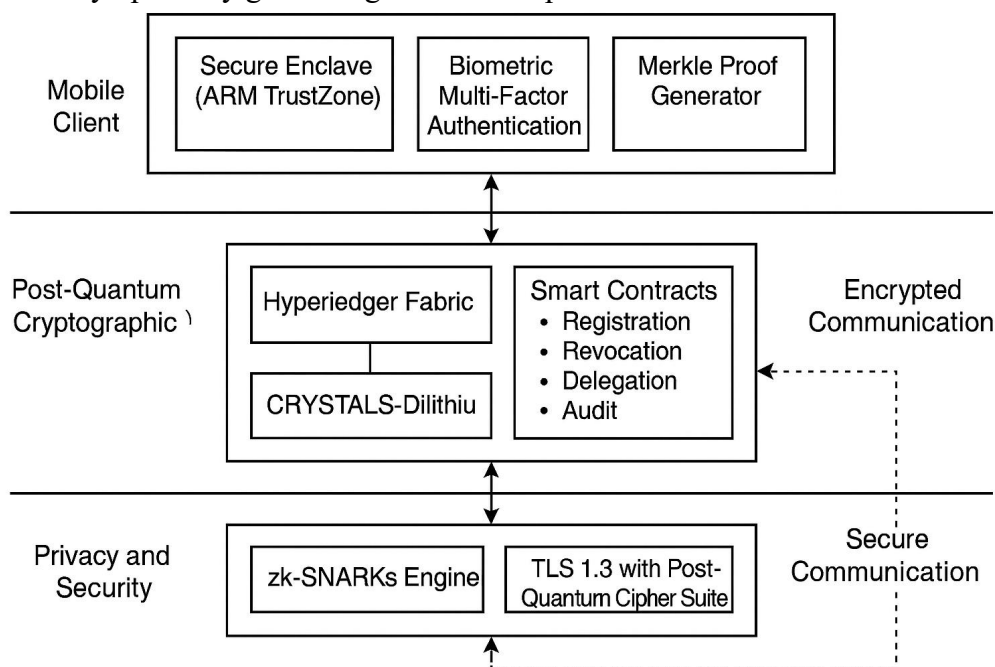 Mobile
Client
Secure Enclave
(ARM TrustZone)
Biometric
Multi-Factor
Authentication
Merkle Proof
Generator
Post-Quantum
Cryptographic
Hyperiedger Fabric
CRYSTALS-Dilithiu
Smart Contracts
• Registration
• Revocation
• Delegation
• Audit
Encrypted
Communication
Privacy and
Security
zk-SNARKs Engine
TLS 1.3 with Post-
Quantum Cipher Suite
Secure
Communication